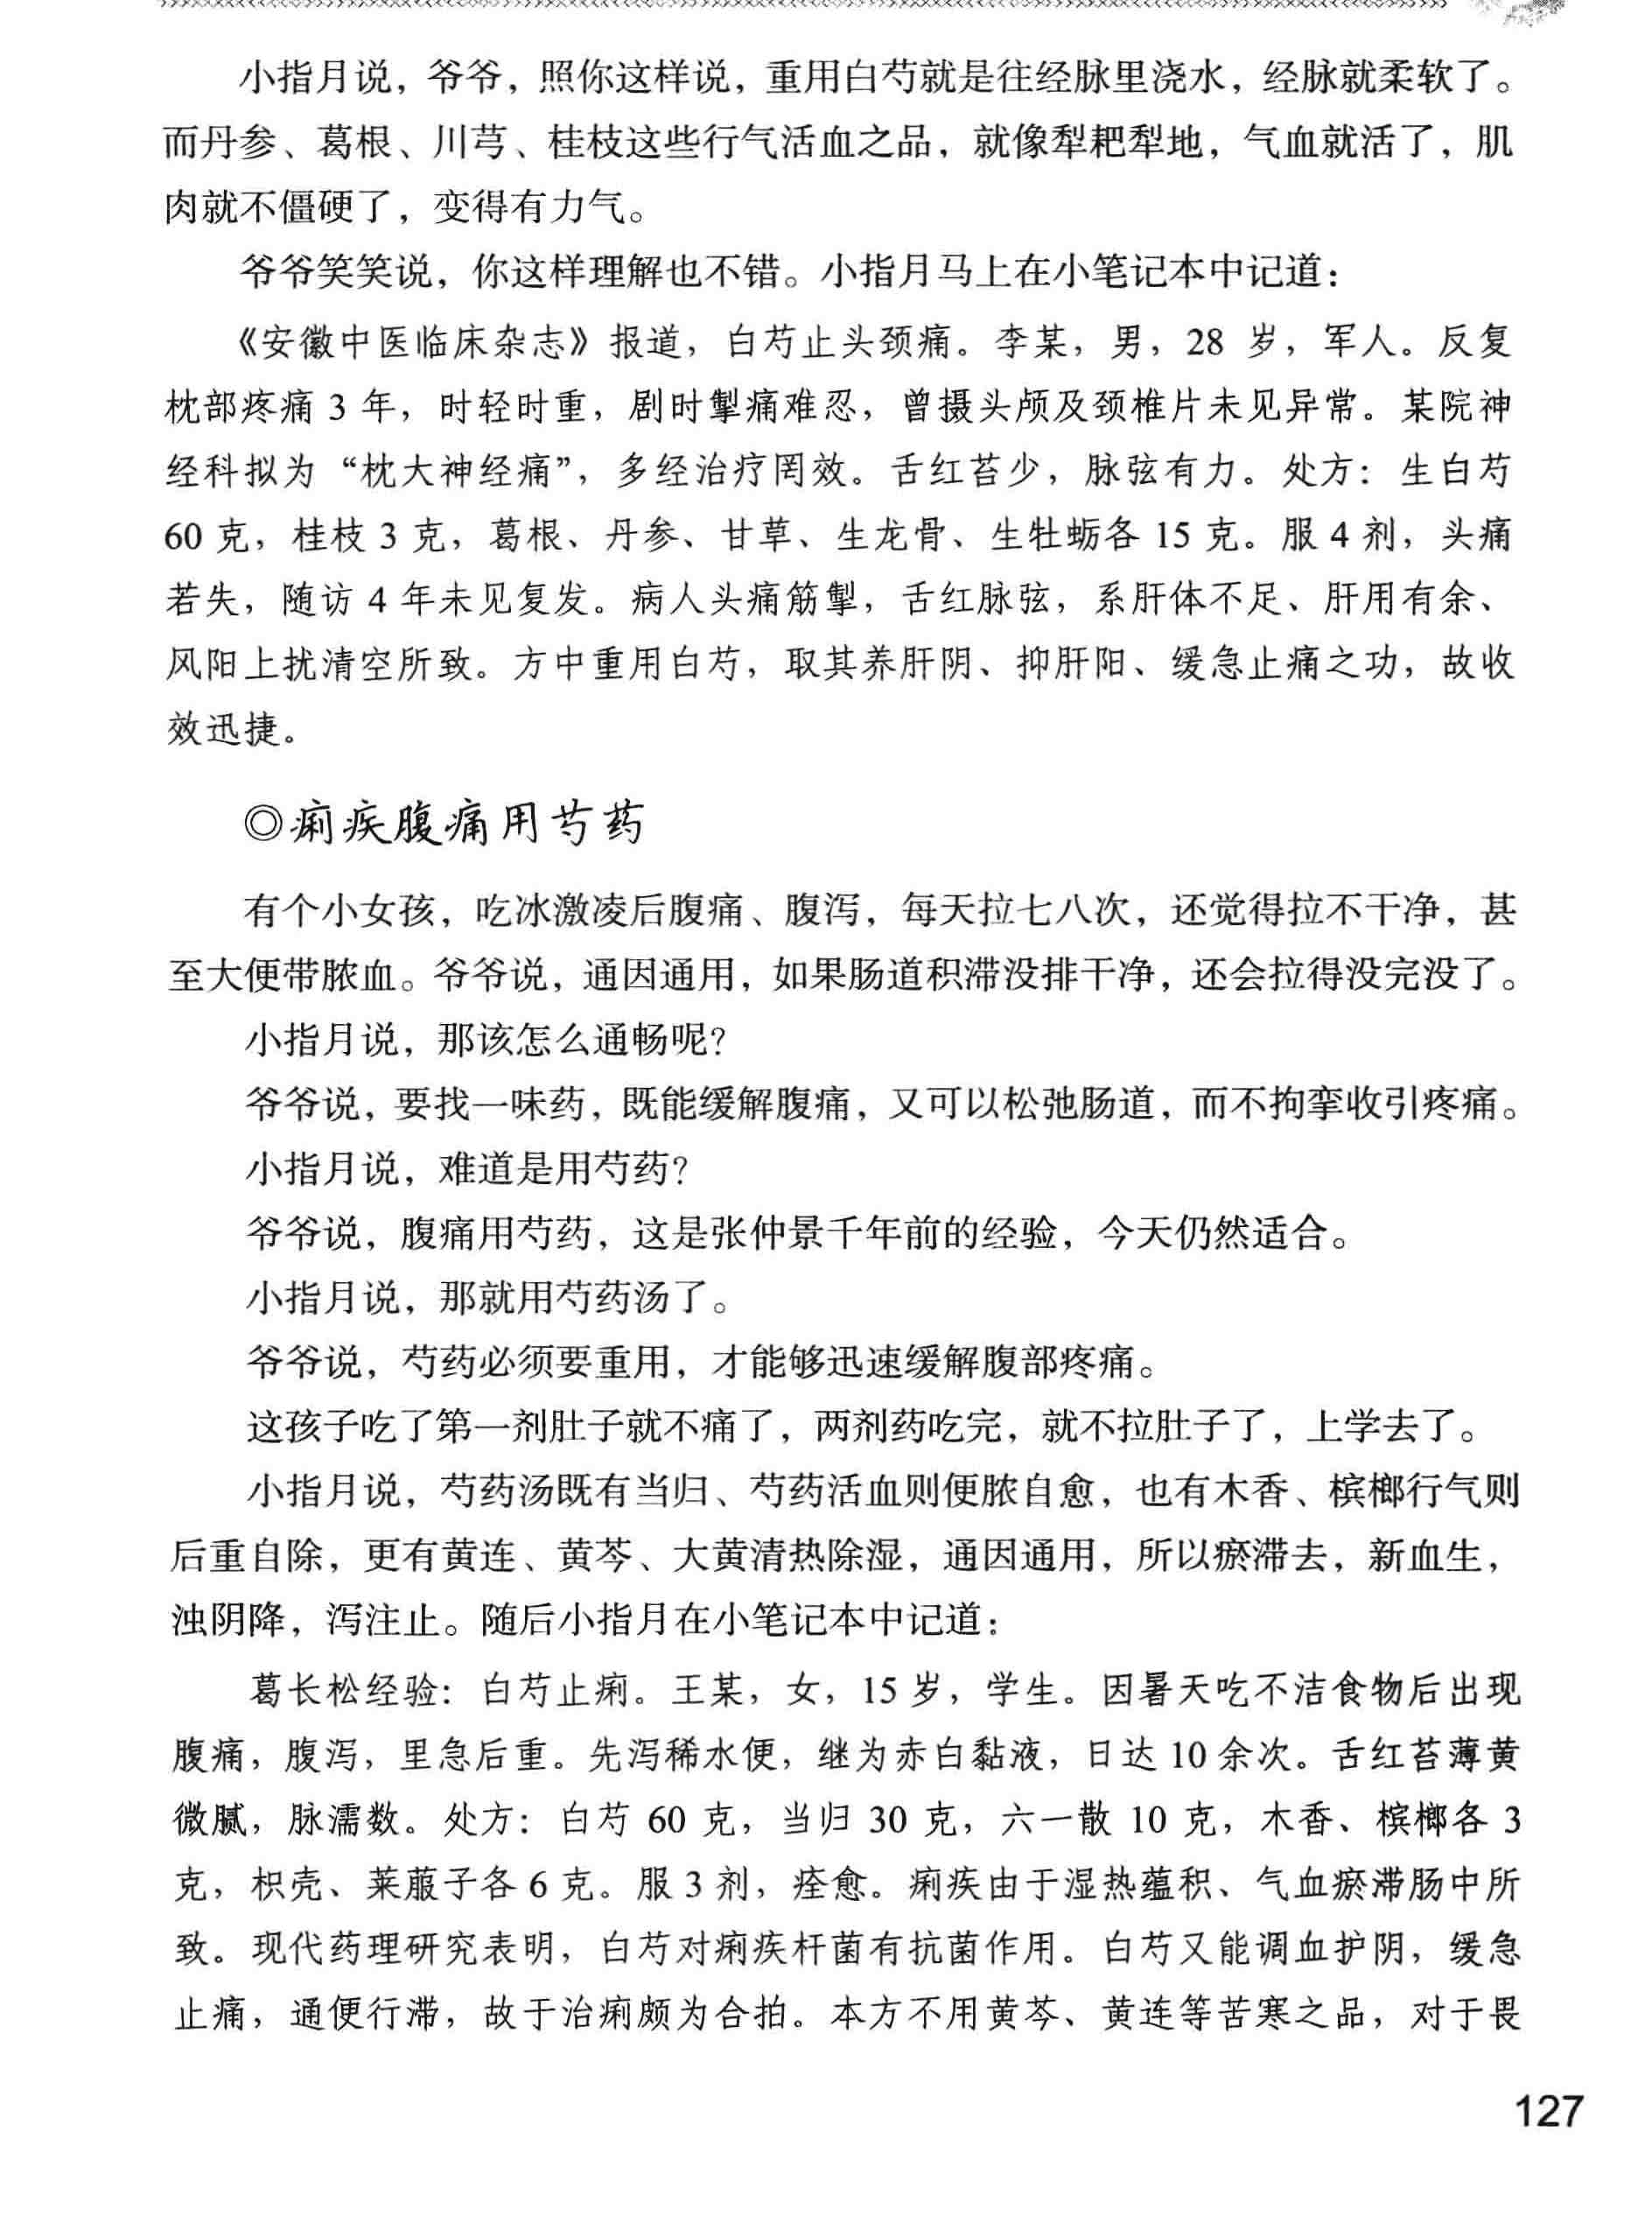 小指月说，爷爷，照你这样说，重用白芍就是往经脉里浇水，经脉就柔软了。
而丹参、葛根、川芎、桂枝这些行气活血之品，就像犁耙犁地，气血就活了，肌
肉就不僵硬了，变得有力气。
爷爷笑笑说，你这样理解也不错。小指月马上在小笔记本中记道：
《安徽中医临床杂志》报道，白芍止头颈痛。李某，男，28 岁，军人。反复
枕部疼痛 3 年，时轻时重，剧时掣痛难忍，曾摄头颅及颈椎片未见异常。某院神
经科拟为“枕大神经痛”，多经治疗罔效。舌红苔少，脉弦有力。处方：生白芍
60 克，桂枝 3 克，葛根、丹参、甘草、生龙骨、生牡蛎各 15 克。服 4 剂，头痛
若失，随访 4 年未见复发。病人头痛筋掣，舌红脉弦，系肝体不足、肝用有余、
风阳上扰清空所致。方中重用白芍，取其养肝阴、抑肝阳、缓急止痛之功，故收
效迅捷。
◎痢疾腹痛用芍药
有个小女孩，吃冰激凌后腹痛、腹泻，每天拉七八次，还觉得拉不干净，甚
至大便带脓血。爷爷说，通因通用，如果肠道积滞没排干净，还会拉得没完没了。
小指月说，那该怎么通畅呢？
爷爷说，要找一味药，既能缓解腹痛，又可以松弛肠道，而不拘挛收引疼痛。
小指月说，难道是用芍药？
爷爷说，腹痛用芍药，这是张仲景千年前的经验，今天仍然适合。
小指月说，那就用芍药汤了。
爷爷说，芍药必须要重用，才能够迅速缓解腹部疼痛。
这孩子吃了第一剂肚子就不痛了，两剂药吃完，就不拉肚子了，上学去了。
小指月说，芍药汤既有当归、芍药活血则便脓自愈，也有木香、槟榔行气则
后重自除，更有黄连、黄芩、大黄清热除湿，通因通用，所以瘀滞去，新血生，
浊阴降，泻注止。随后小指月在小笔记本中记道：
葛长松经验：白芍止痢。王某，女，15 岁，学生。因暑天吃不洁食物后出现
腹痛，腹泻，里急后重。先泻稀水便，继为赤白黏液，日达 10 余次。舌红苔薄黄
微腻，脉濡数。处方：白芍 60 克，当归 30 克，六一散 10 克，木香、槟榔各 3
克，枳壳、莱菔子各 6 克。服 3 剂，痊愈。痢疾由于湿热蕴积、气血瘀滞肠中所
致。现代药理研究表明，白芍对痢疾杆菌有抗菌作用。白芍又能调血护阴，缓急
止痛，通便行滞，故于治痢颇为合拍。本方不用黄芩、黄连等苦寒之品，对于畏
127